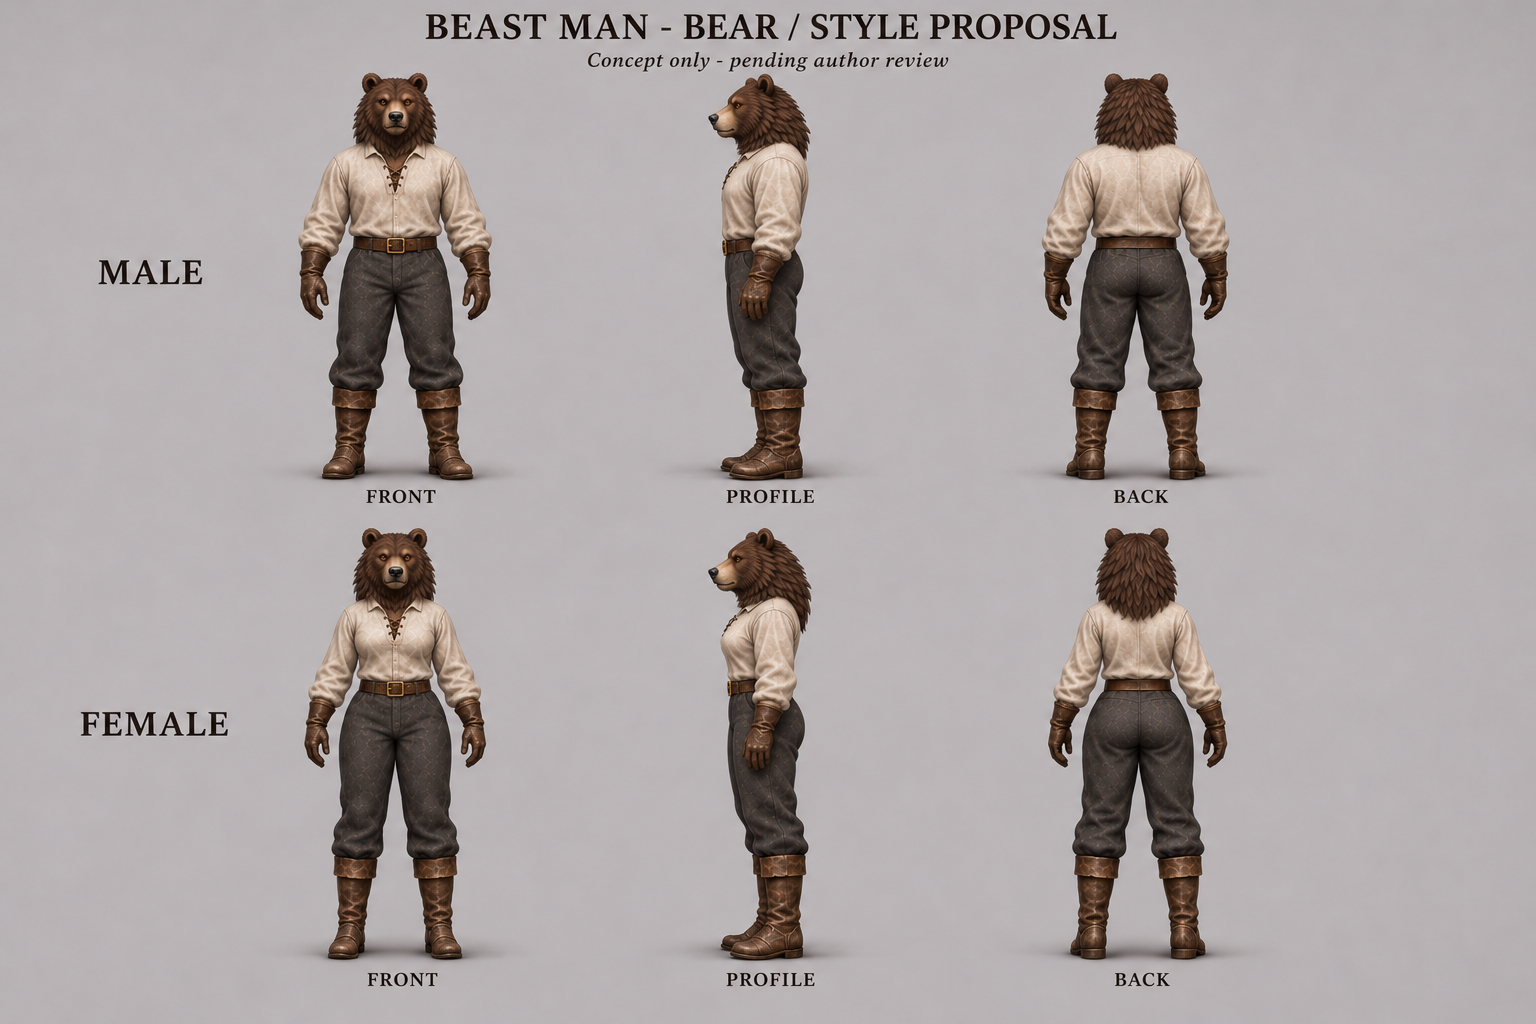 BEAST MAN - BEAR / STYLE PROPOSAL
Concept only - pending author review
MALE
FRONT
PROFILE
BACK
FEMALE
FRONT
PROFILE
BACK